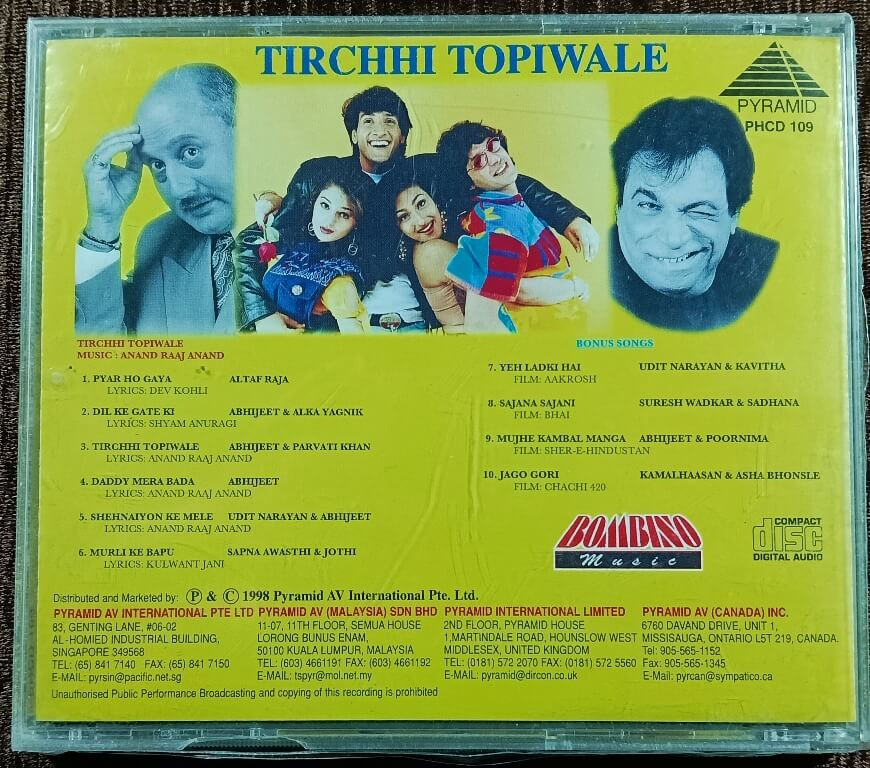 TIRCHHI TOPIWALE
PYRAMID
PHCD 109
TIRCHHI TOPIWALE
MUSIC : ANAND RAAJ ANAND
1. PYAR HO GAYA ALTAF RAJA
LYRICS: DEV KOHLI
2. DIL KE GATE KI ABHIJEET & ALKA YAGNIK
LYRICS: SHYAM ANURAGI
3. TIRCHHI TOPIWALE ABHIJEET & PARVATI KHAN
LYRICS: ANAND RAAJ ANAND
4. DADDY MERA BADA ABHIJEET
LYRICS: ANAND RAAJ ANAND
5. SHEHNAIYON KE MELE UDIT NARAYAN & ABHIJEET
LYRICS: ANAND RAAJ ANAND
6. MURLI KE BAPU SAPNA AWASTHI & JOTHI
LYRICS: KULWANT JANI
BONUS SONGS
7. YEH LADKI HAI UDIT NARAYAN & KAVITHA
FILM: AAKROSH
8. SAJANA SAJANI SURESH WADKAR & SADHANA
FILM: BHAI
9. MUJHE KAMBAL MANGA ABHIJEET & POORNIMA
FILM: SHER-E-HINDUSTAN
10. JAGO GORI KAMALHAASAN & ASHA BHONSLE
FILM: CHACHI 420
BOMBINO
Music
COMPACT
disc
DIGITAL AUDIO
Distributed and Marketed by: Ⓟ & © 1998 Pyramid AV International Pte. Ltd.
PYRAMID AV INTERNATIONAL PTE LTD
83, GENTING LANE, #06-02
AL-HOMIED INDUSTRIAL BUILDING,
SINGAPORE 349568
TEL: (65) 841 7140 FAX: (65) 841 7150
E-MAIL: pyrsin@pacific.net.sg
PYRAMID AV (MALAYSIA) SDN BHD
11-07, 11TH FLOOR, SEMUA HOUSE
LORONG BUNUS ENAM,
50100 KUALA LUMPUR, MALAYSIA
TEL: (603) 4661191 FAX: (603) 4661192
E-MAIL: tspyr@mol.net.my
PYRAMID INTERNATIONAL LIMITED
2ND FLOOR, PYRAMID HOUSE
1,MARTINDALE ROAD, HOUNSLOW WEST
MIDDLESEX, UNITED KINGDOM
TEL: (0181) 572 2070 FAX: (0181) 572 5560
E-MAIL: pyramid@dircon.co.uk
PYRAMID AV (CANADA) INC.
6760 DAVAND DRIVE, UNIT 1,
MISSISAUGA, ONTARIO L5T 219, CANADA.
Tel: 905-565-1152
Fax: 905-565-1345
E.Mail: pyrcan@sympatico.ca
Unauthorised Public Performance Broadcasting and copying of this recording is prohibited